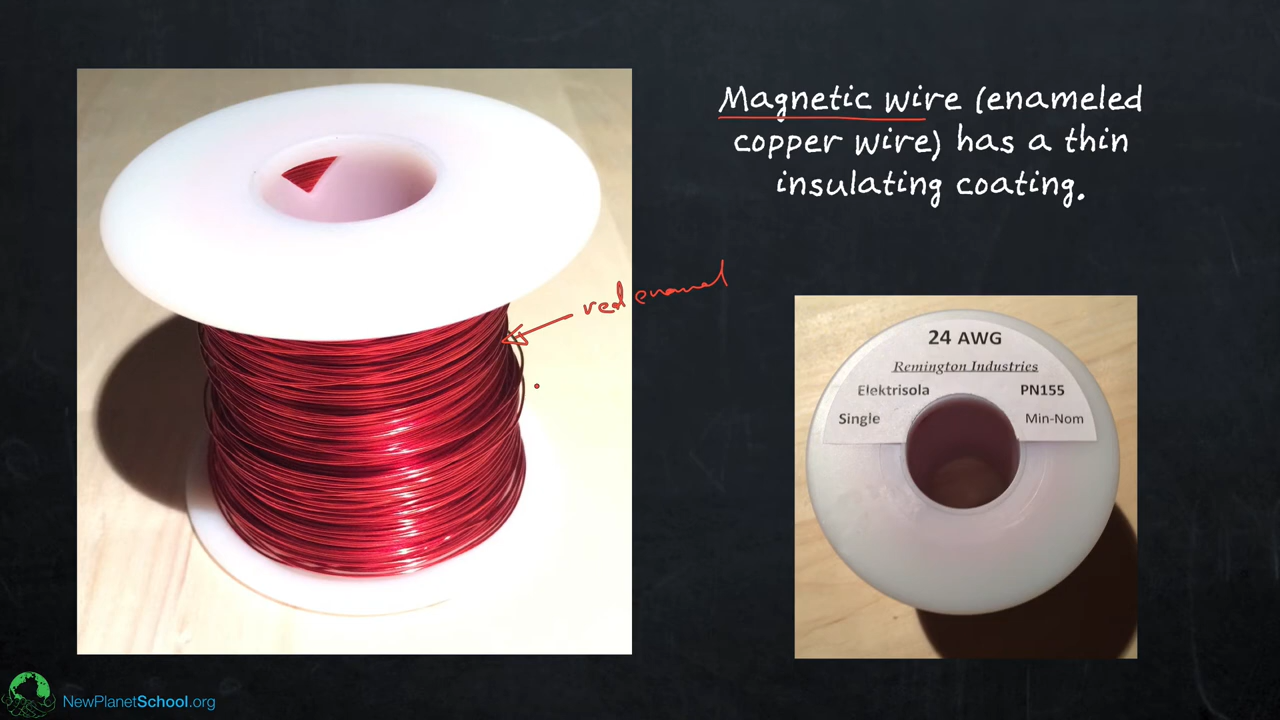 Magnetic wire (enameled
copper wire) has a thin
insulating coating.
red enamel
24 AWG
Remington Industries
Elektrisola PN155
Single Min-Nom
NewPlanetSchool.org